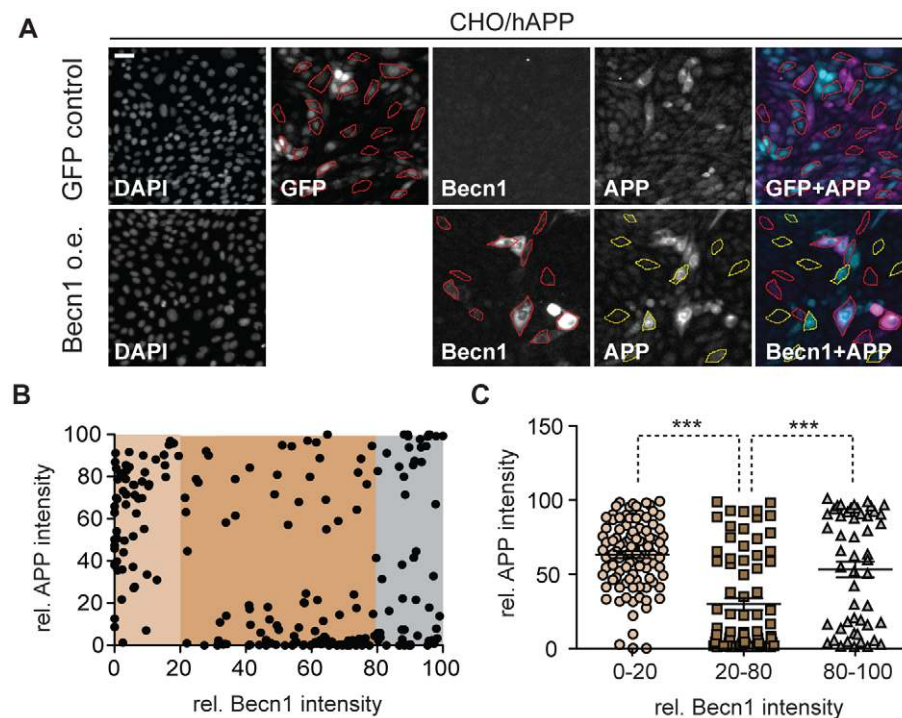 CHO/hAPP
A
GFP control
DAPI
GFP
Becn1
APP
GFP+APP
Becn1 o.e.
DAPI
Becn1
APP
Becn1+APP
B
rel. APP intensity
100
80
60
40
20
0
0 20 40 60 80 100
rel. Becn1 intensity
C
rel. APP intensity
150
100
50
0
*** ***
0-20 20-80 80-100
rel. Becn1 intensity